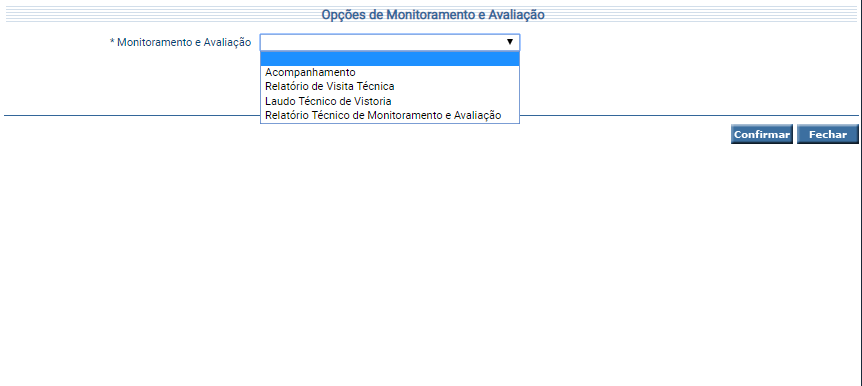 Opções de Monitoramento e Avaliação
* Monitoramento e Avaliação
Acompanhamento
Relatório de Visita Técnica
Laudo Técnico de Vistoria
Relatório Técnico de Monitoramento e Avaliação
Confirmar Fechar